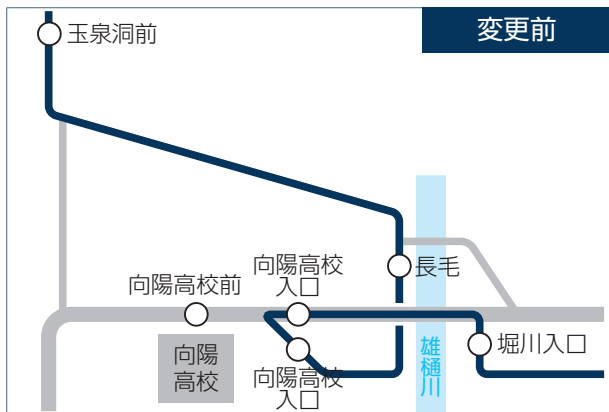 変更前
玉泉洞前
向陽高校
入口
長毛
向陽高校前
向陽
高校
向陽高校
入口
雄樋川
堀川入口